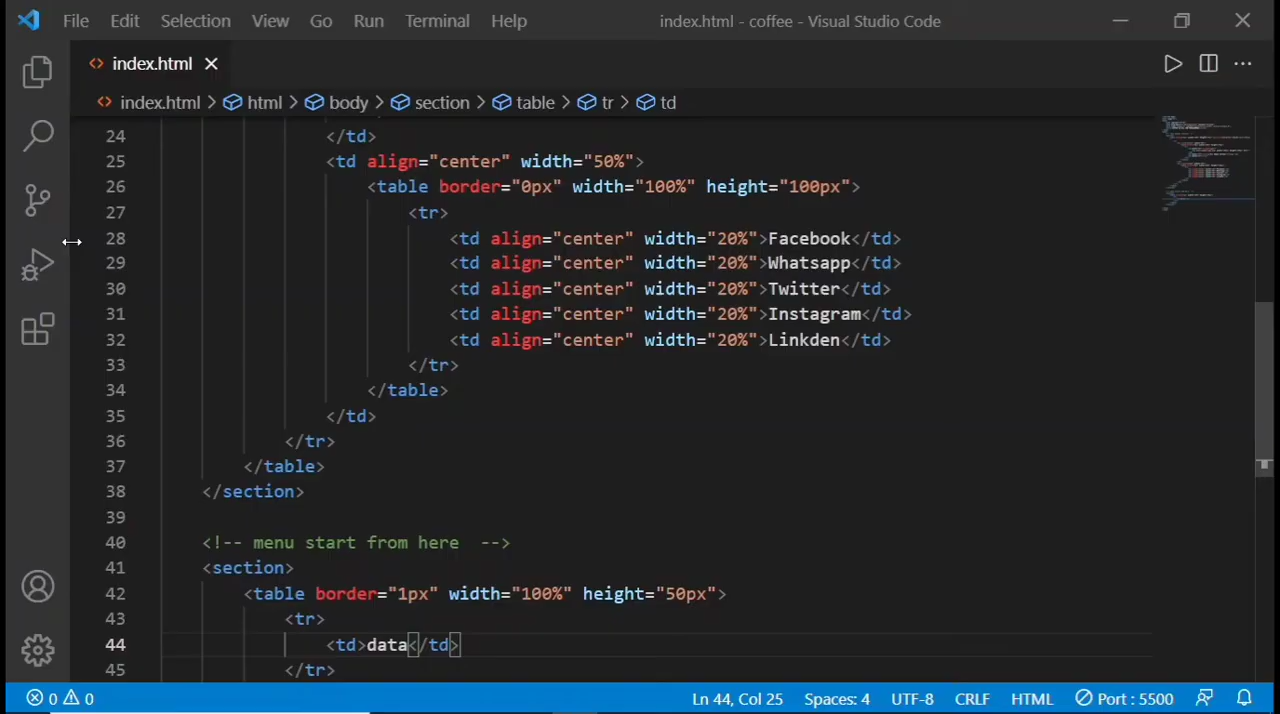 File Edit Selection View Go Run Terminal Help index.html - coffee - Visual Studio Code
index.html
index.html > html > body > section > table > tr > td
24 </td>
25 <td align="center" width="50%">
26 <table border="0px" width="100%" height="100px">
27 <tr>
28 <td align="center" width="20%">Facebook</td>
29 <td align="center" width="20%">Whatsapp</td>
30 <td align="center" width="20%">Twitter</td>
31 <td align="center" width="20%">Instagram</td>
32 <td align="center" width="20%">Linkden</td>
33 </tr>
34 </table>
35 </td>
36 </tr>
37 </table>
38 </section>
39
40 <!-- menu start from here  -->
41 <section>
42 <table border="1px" width="100%" height="50px">
43 <tr>
44 <td>data</td>
45 </tr>
0 0 Ln 44, Col 25 Spaces: 4 UTF-8 CRLF HTML Port : 5500